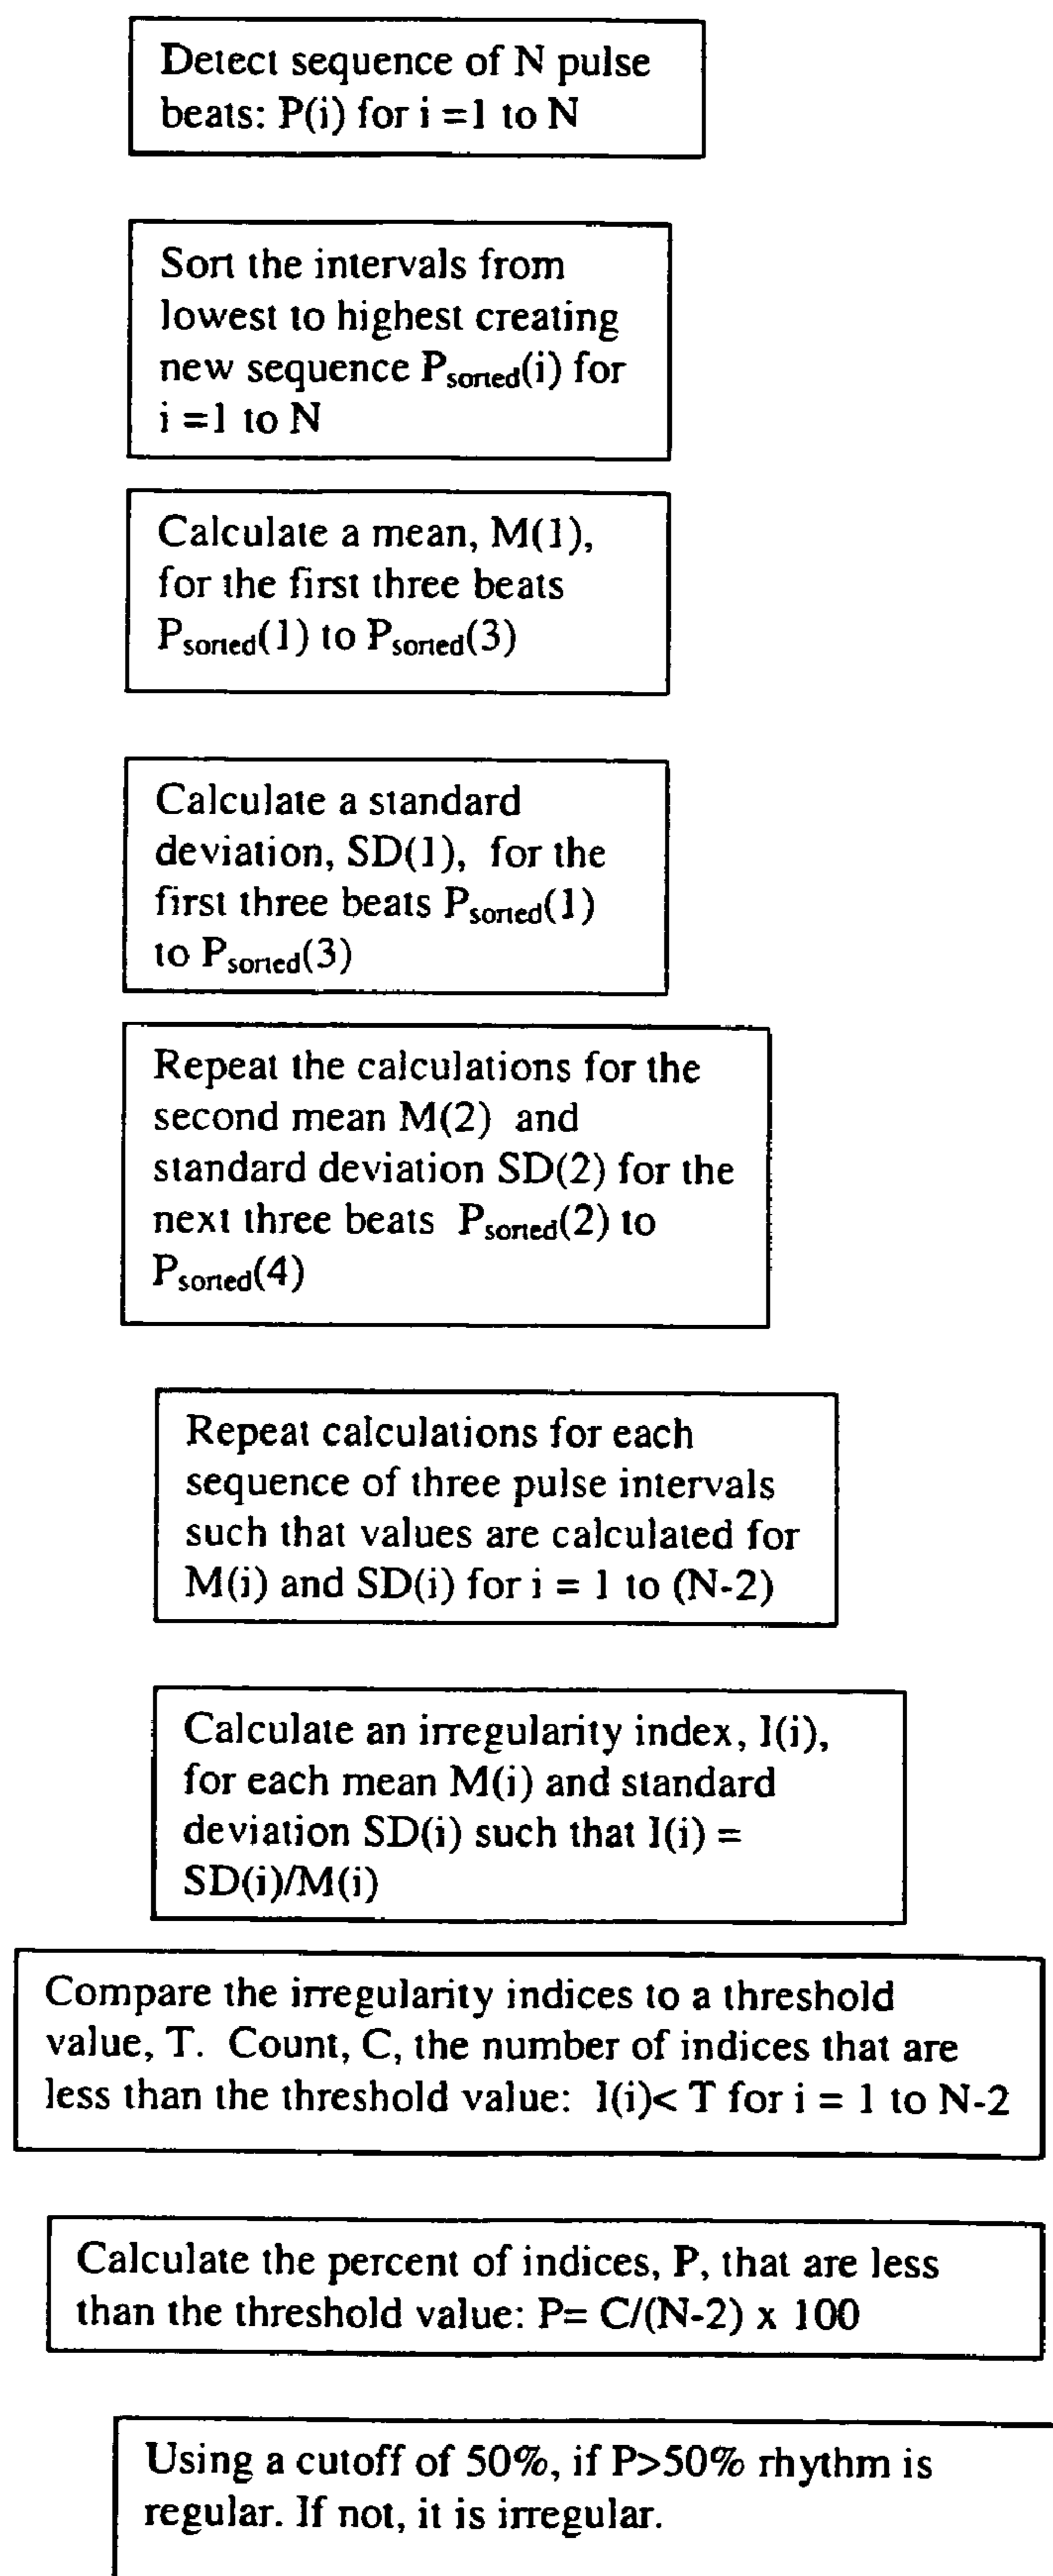 Detect sequence of N pulse
beats: P(i) for i =1 to N
Sort the intervals from
lowest to highest creating
new sequence Psorted(i) for
i =1 to N
Calculate a mean, M(1),
for the first three beats
Psorted(1) to Psorted(3)
Calculate a standard
deviation, SD(1), for the
first three beats Psorted(1)
to Psorted(3)
Repeat the calculations for the
second mean M(2) and
standard deviation SD(2) for the
next three beats Psorted(2) to
Psorted(4)
Repeat calculations for each
sequence of three pulse intervals
such that values are calculated for
M(i) and SD(i) for i = 1 to (N-2)
Calculate an irregularity index, I(i),
for each mean M(i) and standard
deviation SD(i) such that I(i) =
SD(i)/M(i)
Compare the irregularity indices to a threshold
value, T. Count, C, the number of indices that are
less than the threshold value: I(i)< T for i = 1 to N-2
Calculate the percent of indices, P, that are less
than the threshold value: P= C/(N-2) x 100
Using a cutoff of 50%, if P>50% rhythm is
regular. If not, it is irregular.